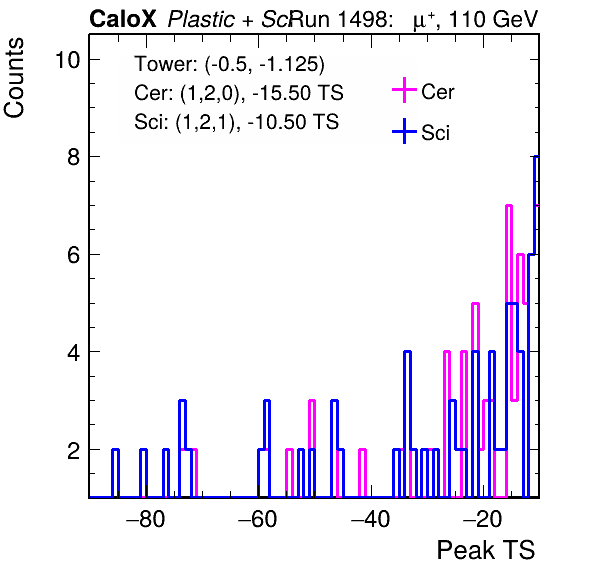 CaloX Plastic + Sci Run 1498: μ⁺, 110 GeV
Counts
Tower: (-0.5, -1.125)
Cer: (1,2,0), -15.50 TS
Sci: (1,2,1), -10.50 TS
Cer
Sci
10
8
6
4
2
−80 −60 −40 −20
Peak TS